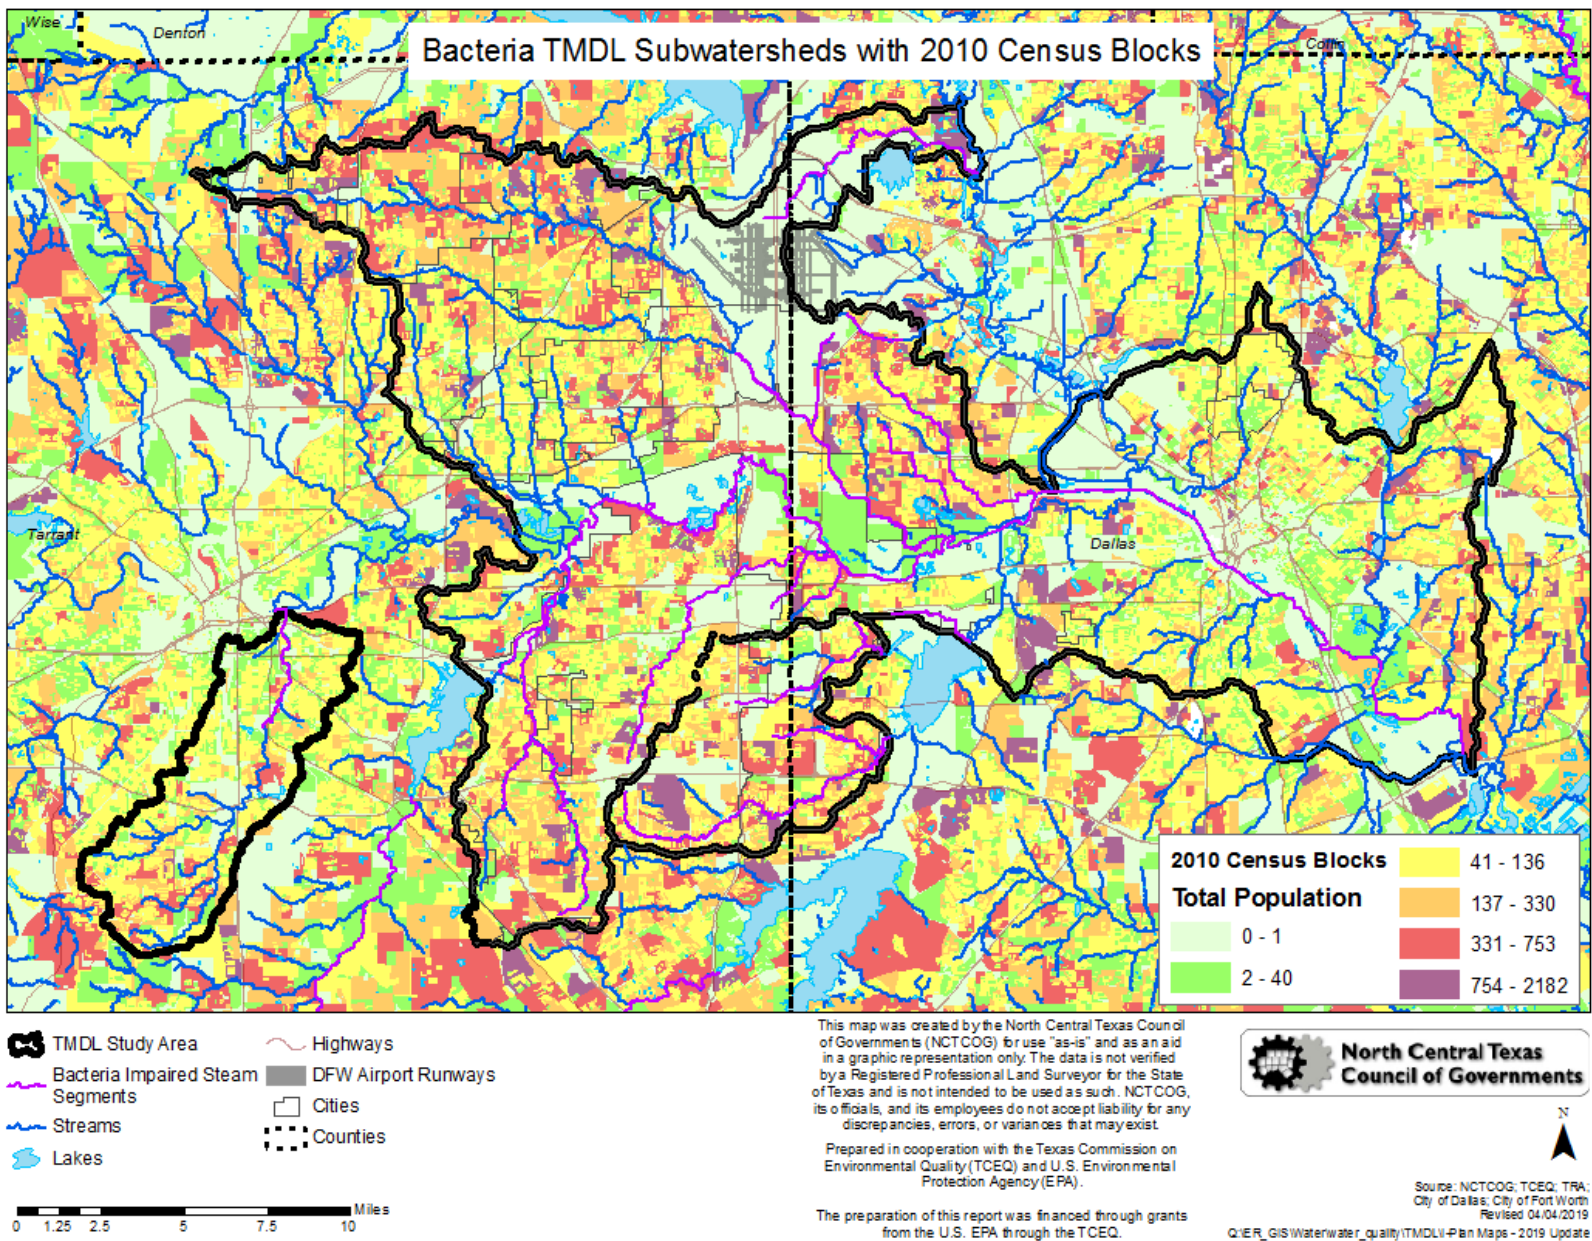 Wise
Denton
Bacteria TMDL Subwatersheds with 2010 Census Blocks
Collin
Tarrant
Dallas
2010 Census Blocks
Total Population
0 - 1
2 - 40
41 - 136
137 - 330
331 - 753
754 - 2182
TMDL Study Area
Bacteria Impaired Steam
Segments
Streams
Lakes
Highways
DFW Airport Runways
Cities
Counties
Miles
0 1.25 2.5 5 7.5 10
This map was created by the North Central Texas Council
of Governments (NCTCOG) for use "as-is" and as an aid
in a graphic representation only. The data is not verified
by a Registered Professional Land Surveyor for the State
of Texas and is not intended to be used as such. NCTCOG,
its officials, and its employees do not accept liability for any
discrepancies, errors, or variances that may exist.
Prepared in cooperation with the Texas Commission on
Environmental Quality (TCEQ) and U.S. Environmental
Protection Agency (EPA).
The preparation of this report was financed through grants
from the U.S. EPA through the TCEQ.
North Central Texas
Council of Governments
N
Source: NCTCOG; TCEQ; TRA;
City of Dallas; City of Fort Worth
Revised 04/04/2019
Q:\ER_GIS\Water\water_quality\TMDL\I-Plan Maps - 2019 Update